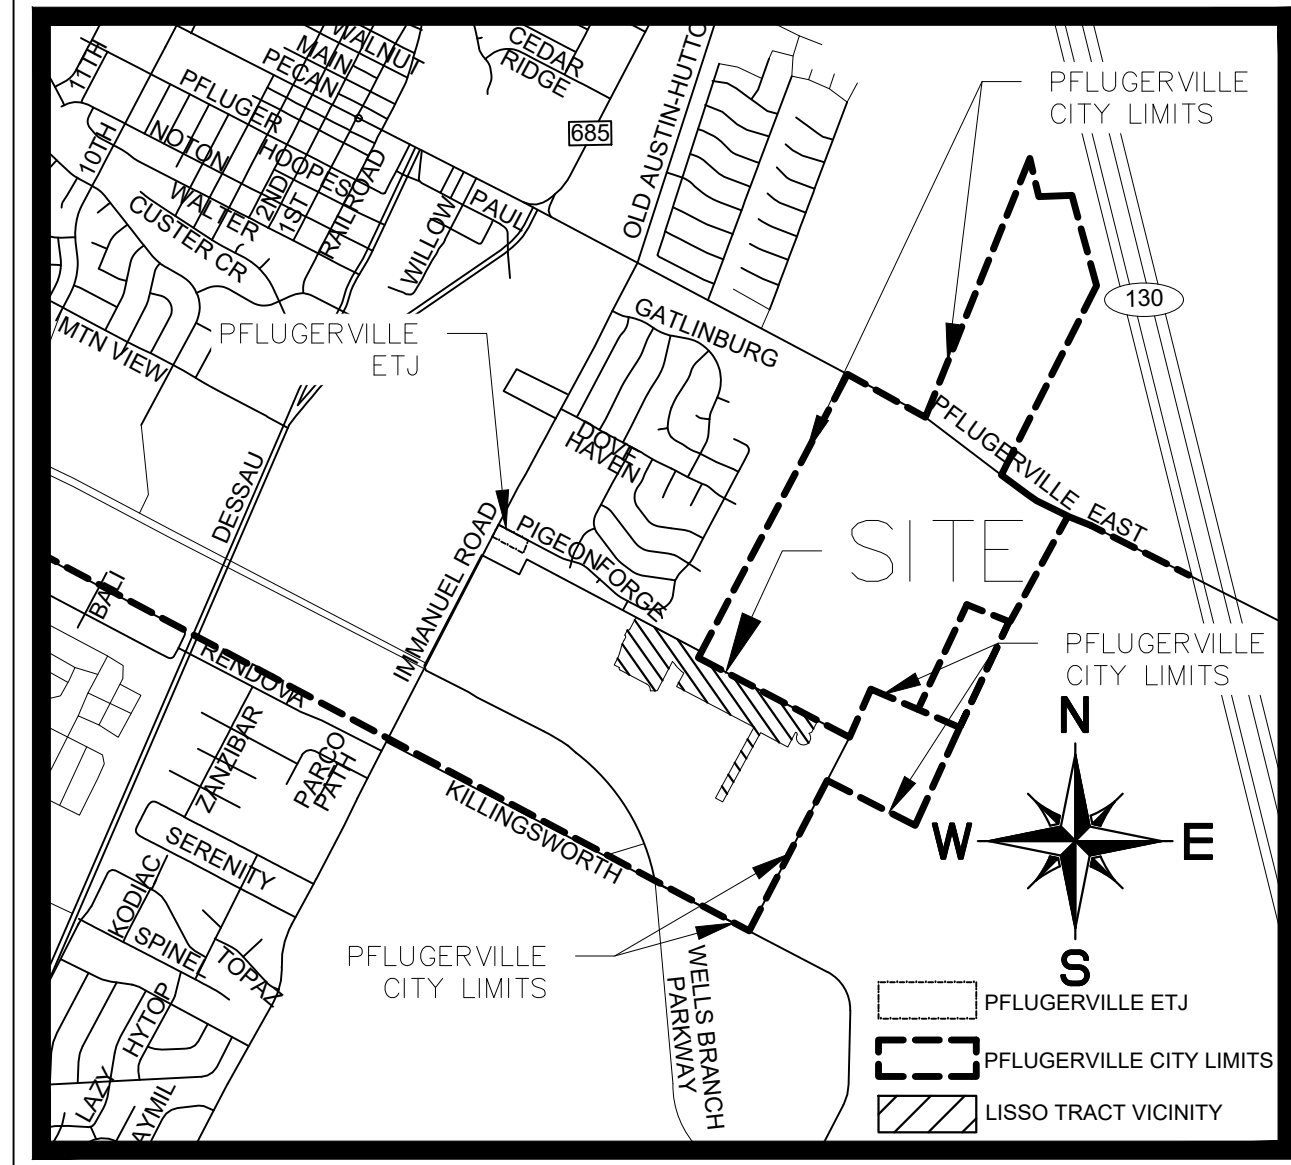 WALNUT
MAIN
PECAN
11TH
PFLUGER
CEDAR
RIDGE
PFLUGERVILLE
CITY LIMITS
685
OLD AUSTIN-HUTTO
10TH
NOTON
HOOPES
WALTER
2ND
1ST
RAILROAD
WILLOW
PAUL
CUSTER CR
130
MTN VIEW
PFLUGERVILLE
ETJ
GATLINBURG
PFLUGERVILLE EAST
DOVE
HAVEN
DESSAU
IMMANUEL ROAD
PIGEONFORGE
SITE
BALI
RENDOVA
PFLUGERVILLE
CITY LIMITS
ZANZIBAR
PARCO
PATH
KILLINGSWORTH
N
W
E
S
SERENITY
KODIAC
SPINEL
TOPAZ
PFLUGERVILLE
CITY LIMITS
WELLS BRANCH
PARKWAY
HYTOP
LAZY
AYMIL
PFLUGERVILLE ETJ
PFLUGERVILLE CITY LIMITS
LISSO TRACT VICINITY